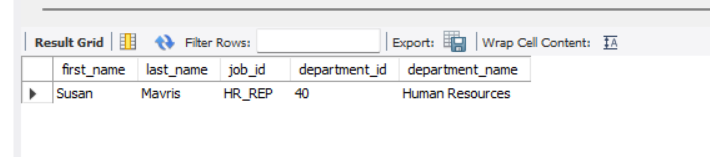 Result Grid Filter Rows: Export: Wrap Cell Content: IA
first_name last_name job_id department_id department_name
Susan Mavris HR_REP 40 Human Resources